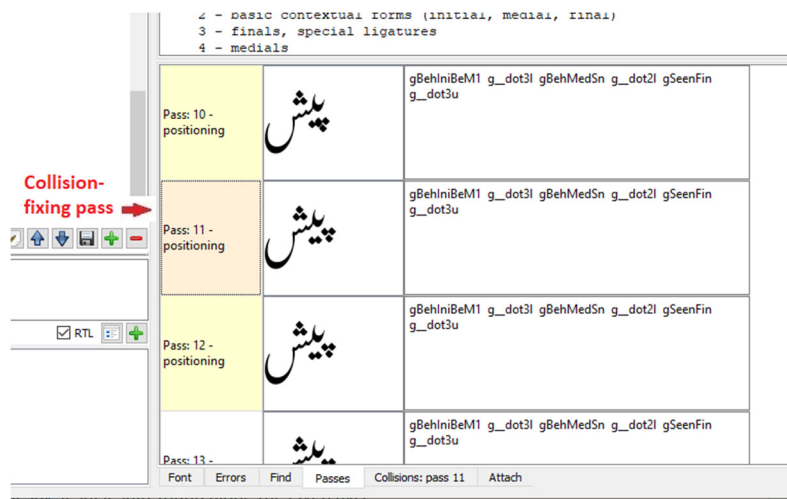 2 - basic contextual forms (initial, medial, final)
3 - finals, special ligatures
4 - medials
Pass: 10 -
positioning
پیش
gBehIniBeM1 g__dot3l gBehMedSn g__dot2l gSeenFin
g__dot3u
Collision-
fixing pass
Pass: 11 -
positioning
پیش
gBehIniBeM1 g__dot3l gBehMedSn g__dot2l gSeenFin
g__dot3u
RTL
Pass: 12 -
positioning
پیش
gBehIniBeM1 g__dot3l gBehMedSn g__dot2l gSeenFin
g__dot3u
Pass: 13 -
پیش
gBehIniBeM1 g__dot3l gBehMedSn g__dot2l gSeenFin
g__dot3u
Font Errors Find Passes Collisions: pass 11 Attach